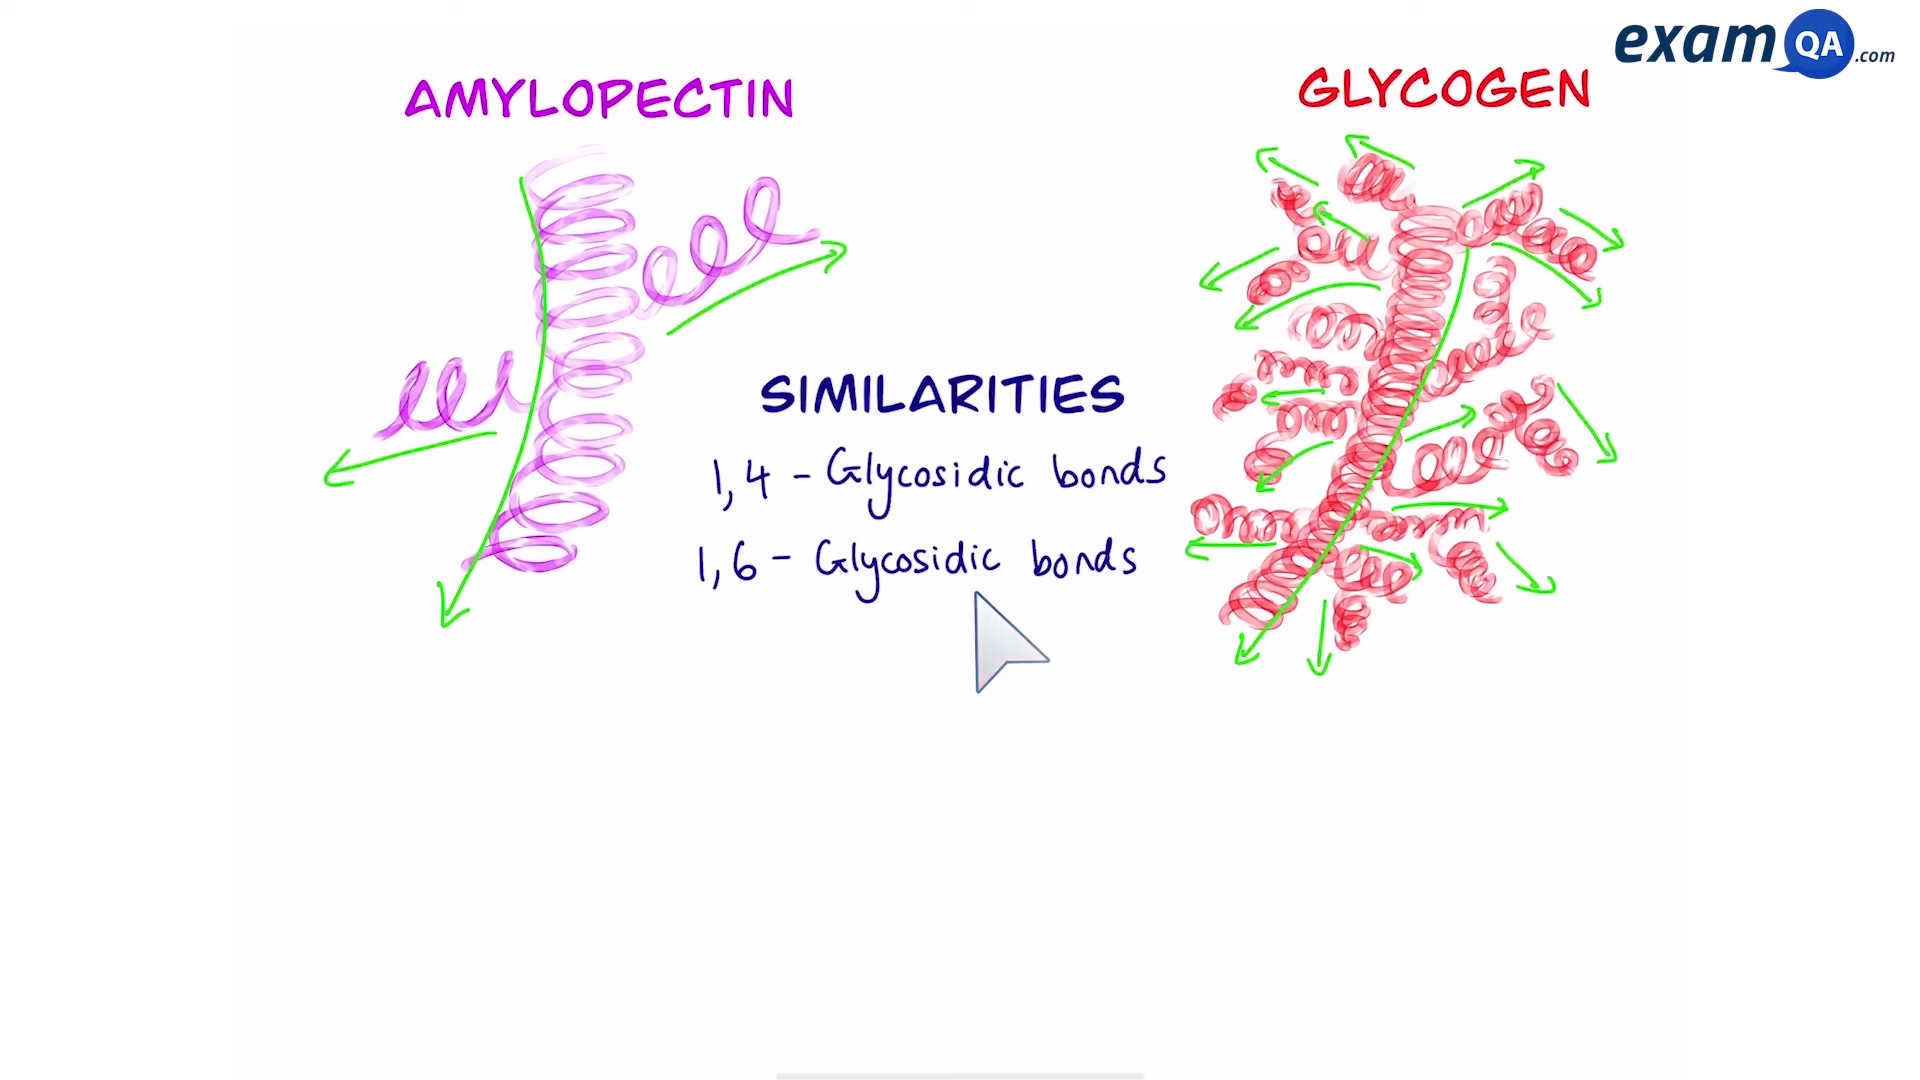 examQA.com
AMYLOPECTIN
GLYCOGEN
SIMILARITIES
1,4 - Glycosidic bonds
1,6 - Glycosidic bonds